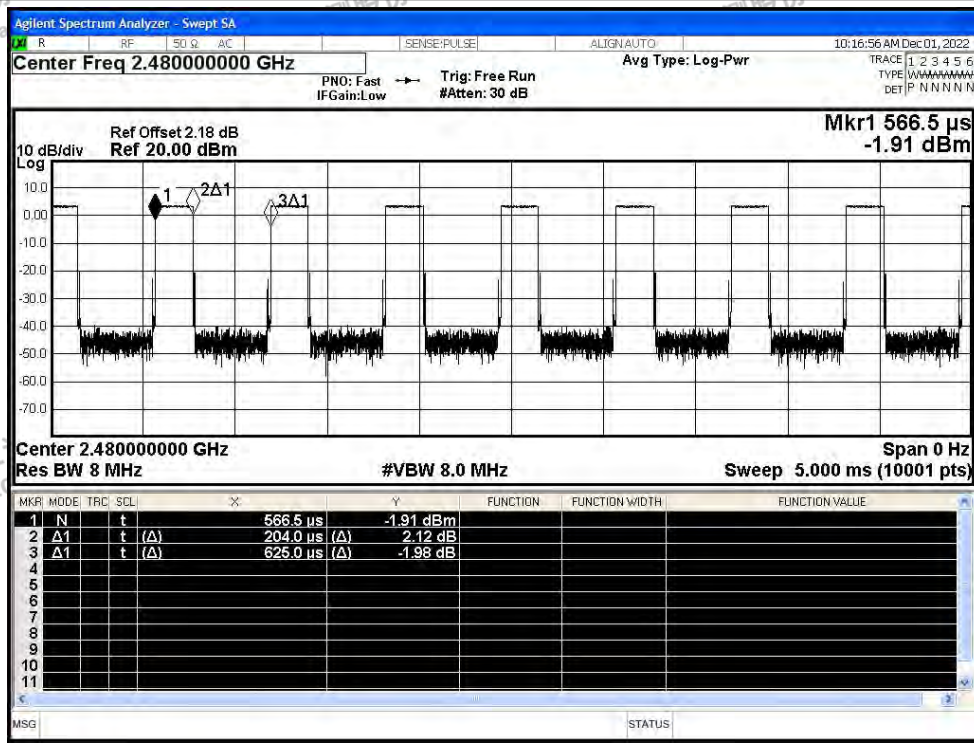 Agilent Spectrum Analyzer - Swept SA
R RF 50 Ω AC SENSE:PULSE ALIGN AUTO 10:16:56 AM Dec 01, 2022
Center Freq 2.480000000 GHz Avg Type: Log-Pwr TRACE 1 2 3 4 5 6
PNO: Fast Trig: Free Run TYPE WWWWWW
IFGain:Low #Atten: 30 dB DET P N N N N N
Ref Offset 2.18 dB Mkr1 566.5 µs
10 dB/div Ref 20.00 dBm -1.91 dBm
Log
10.0
0.00
-10.0
-20.0
-30.0
-40.0
-50.0
-60.0
-70.0
1 2Δ1 3Δ1
Center 2.480000000 GHz Span 0 Hz
Res BW 8 MHz #VBW 8.0 MHz Sweep 5.000 ms (10001 pts)
MKR MODE TRC SCL X Y FUNCTION FUNCTION WIDTH FUNCTION VALUE
1 N t 566.5 µs -1.91 dBm
2 Δ1 t (Δ) 204.0 µs (Δ) 2.12 dB
3 Δ1 t (Δ) 625.0 µs (Δ) -1.98 dB
4
5
6
7
8
9
10
11
MSG STATUS